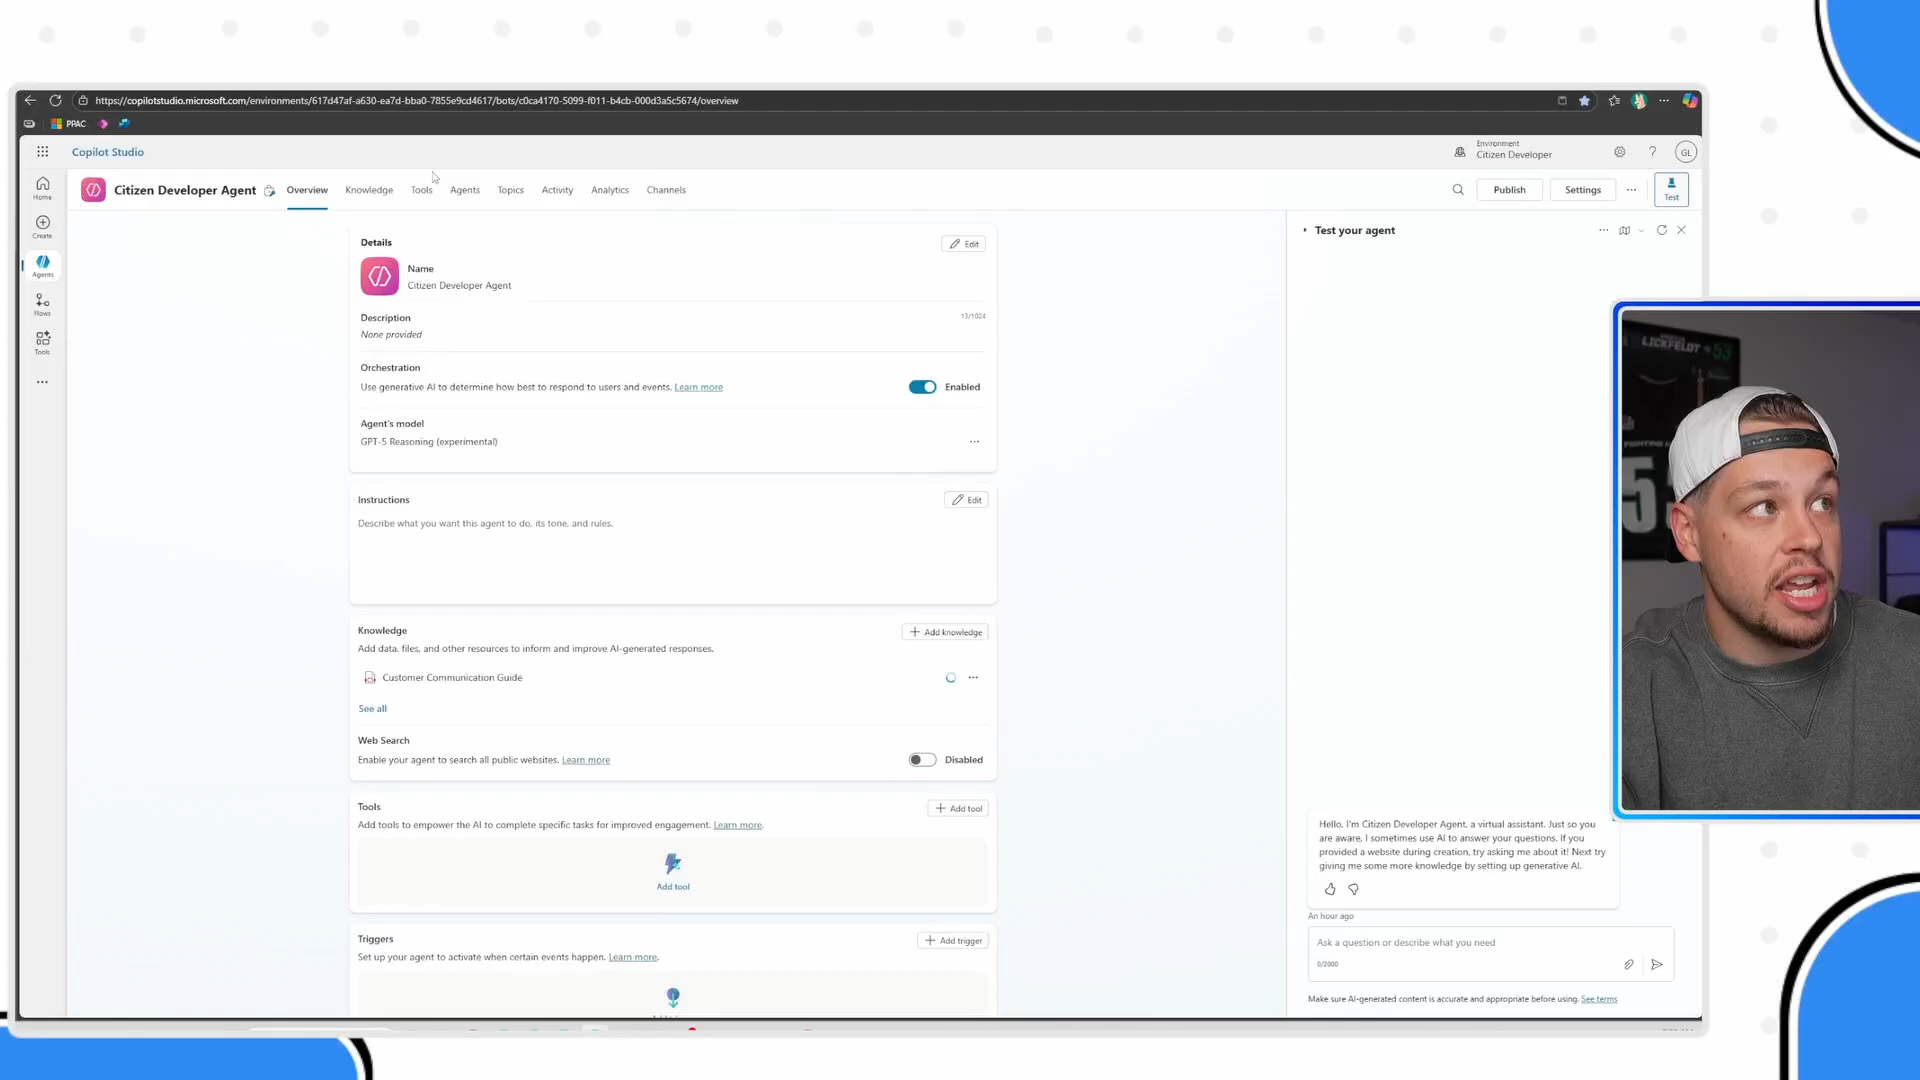 https://copilotstudio.microsoft.com/environments/617d47af-a630-ea7d-bba0-7855e9cd4617/bots/c0ca4170-5099-f011-b4cb-000d3a5c5674/overview
PPAC
Copilot Studio
Environment
Citizen Developer
GL
Home
Create
Agents
Flows
Tools
Citizen Developer Agent
Overview
Knowledge
Tools
Agents
Topics
Activity
Analytics
Channels
Publish
Settings
Test
Details
Edit
Name
Citizen Developer Agent
Description
13/1024
None provided
Orchestration
Use generative AI to determine how best to respond to users and events. Learn more
Enabled
Agent's model
GPT-5 Reasoning (experimental)
Instructions
Edit
Describe what you want this agent to do, its tone, and rules.
Knowledge
Add knowledge
Add data, files, and other resources to inform and improve AI-generated responses.
Customer Communication Guide
See all
Web Search
Enable your agent to search all public websites. Learn more
Disabled
Tools
Add tool
Add tools to empower the AI to complete specific tasks for improved engagement. Learn more.
Add tool
Triggers
Add trigger
Set up your agent to activate when certain events happen. Learn more.
Test your agent
Hello, I'm Citizen Developer Agent, a virtual assistant. Just so you
are aware, I sometimes use AI to answer your questions. If you
provided a website during creation, try asking me about it! Next try
giving me some more knowledge by setting up generative AI.
An hour ago
Ask a question or describe what you need
0/2000
Make sure AI-generated content is accurate and appropriate before using. See terms
LICKFELDT 53